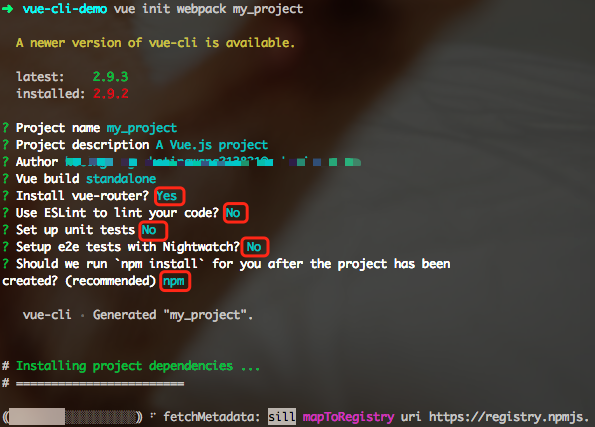 ➜ vue-cli-demo vue init webpack my_project
A newer version of vue-cli is available.
latest: 2.9.3
installed: 2.9.2
? Project name my_project
? Project description A Vue.js project
? Author
? Vue build standalone
? Install vue-router? Yes
? Use ESLint to lint your code? No
? Set up unit tests No
? Setup e2e tests with Nightwatch? No
? Should we run `npm install` for you after the project has been
created? (recommended) npm
vue-cli · Generated "my_project".
# Installing project dependencies ...
# ========================
fetchMetadata: sill mapToRegistry uri https://registry.npmjs.